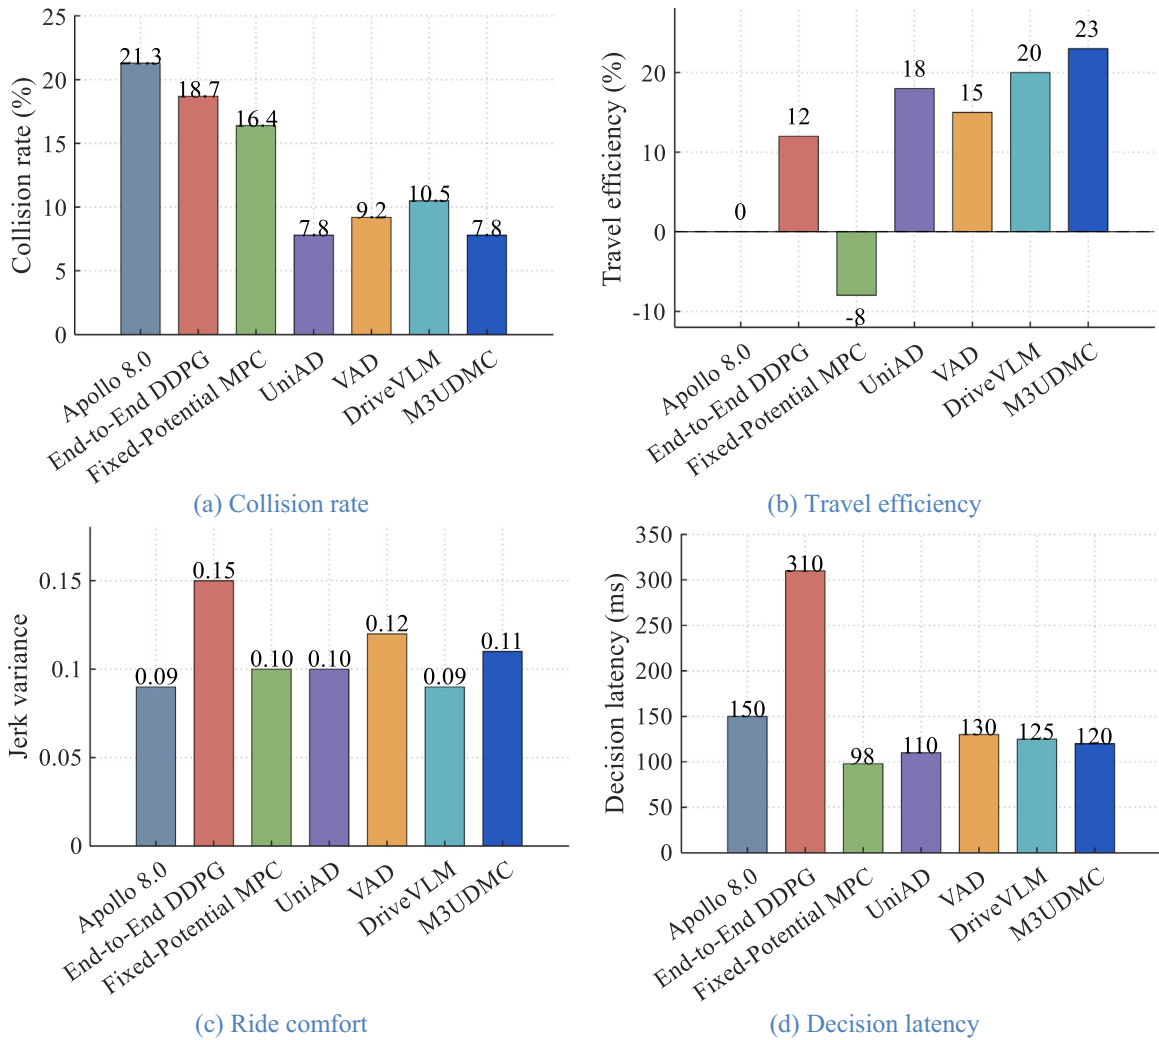 25
20
15
10
5
0
Collision rate (%)
21.3
18.7
16.4
7.8
9.2
10.5
7.8
Apollo 8.0
End-to-End DDPG
Fixed-Potential MPC
UniAD
VAD
DriveVLM
M3UDMC
(a) Collision rate
20
10
0
-10
Travel efficiency (%)
0
12
-8
18
15
20
23
Apollo 8.0
End-to-End DDPG
Fixed-Potential MPC
UniAD
VAD
DriveVLM
M3UDMC
(b) Travel efficiency
0.15
0.1
0.05
0
Jerk variance
0.09
0.15
0.10
0.10
0.12
0.09
0.11
Apollo 8.0
End-to-End DDPG
Fixed-Potential MPC
UniAD
VAD
DriveVLM
M3UDMC
(c) Ride comfort
350
300
250
200
150
100
50
0
Decision latency (ms)
150
310
98
110
130
125
120
Apollo 8.0
End-to-End DDPG
Fixed-Potential MPC
UniAD
VAD
DriveVLM
M3UDMC
(d) Decision latency